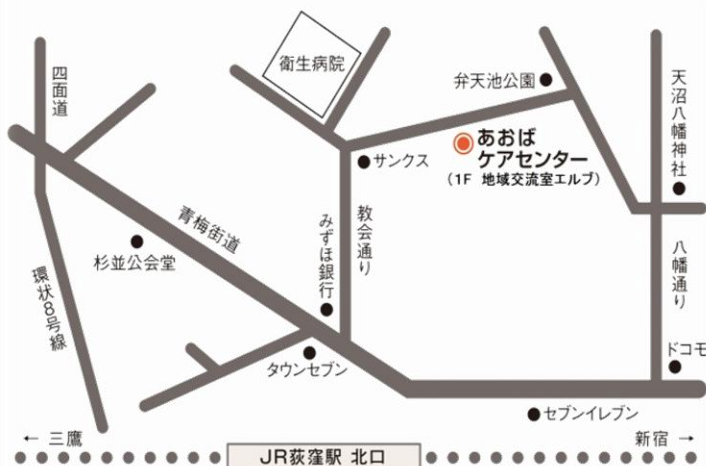 四面道
衛生病院
弁天池公園
天沼八幡神社
あおば
ケアセンター
(1F 地域交流室エルブ)
サンクス
教会通り
みずほ銀行
青梅街道
杉並公会堂
環状8号線
八幡通り
タウンセブン
ドコモ
セブンイレブン
← 三鷹
新宿 →
JR荻窪駅 北口